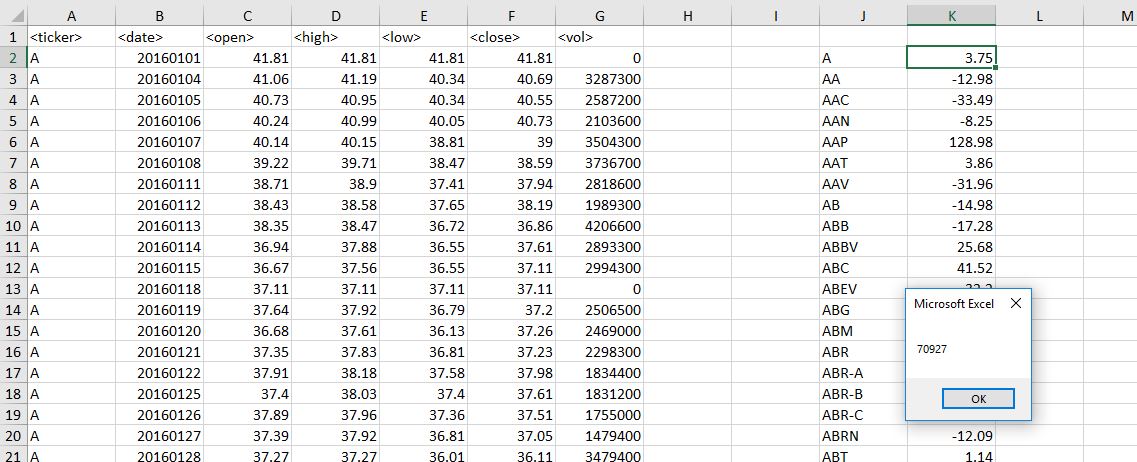 A B C D E F G H I J K L M
1 <ticker> <date> <open> <high> <low> <close> <vol>
2 A 20160101 41.81 41.81 41.81 41.81 0 A 3.75
3 A 20160104 41.06 41.19 40.34 40.69 3287300 AA -12.98
4 A 20160105 40.73 40.95 40.34 40.55 2587200 AAC -33.49
5 A 20160106 40.24 40.99 40.05 40.73 2103600 AAN -8.25
6 A 20160107 40.14 40.15 38.81 39 3504300 AAP 128.98
7 A 20160108 39.22 39.71 38.47 38.59 3736700 AAT 3.86
8 A 20160111 38.71 38.9 37.41 37.94 2818600 AAV -31.96
9 A 20160112 38.43 38.58 37.65 38.19 1989300 AB -14.98
10 A 20160113 38.35 38.47 36.72 36.86 4206600 ABB -17.28
11 A 20160114 36.94 37.88 36.55 37.61 2893300 ABBV 25.68
12 A 20160115 36.67 37.56 36.55 37.11 2994300 ABC 41.52
13 A 20160118 37.11 37.11 37.11 37.11 0 ABEV
14 A 20160119 37.64 37.92 36.79 37.2 2506500 ABG
15 A 20160120 36.68 37.61 36.13 37.26 2469000 ABM
16 A 20160121 37.35 37.83 36.81 37.23 2298300 ABR
17 A 20160122 37.91 38.18 37.58 37.98 1834400 ABR-A
18 A 20160125 37.4 38.03 37.4 37.61 1831200 ABR-B
19 A 20160126 37.89 37.96 37.36 37.51 1755000 ABR-C
20 A 20160127 37.39 37.92 36.81 37.05 1479400 ABRN -12.09
21 A 20160128 37.27 37.27 36.01 36.11 3479400 ABT 1.14
Microsoft Excel
70927
OK